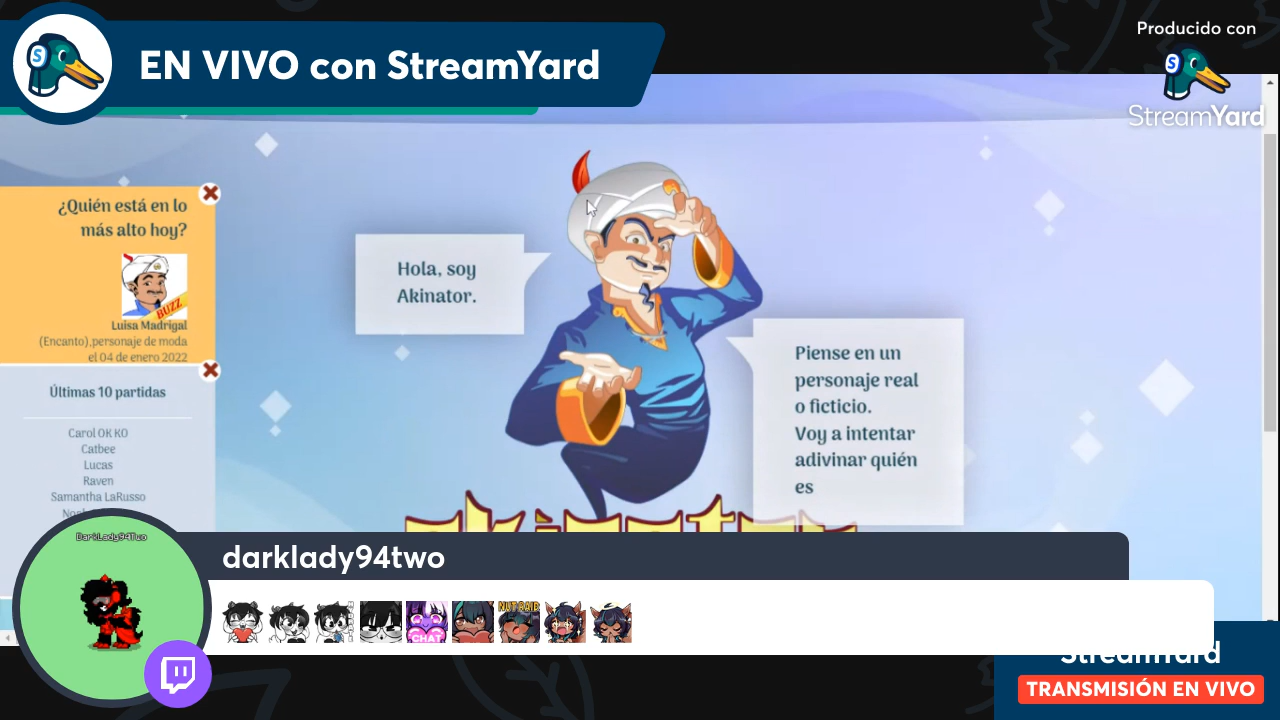 EN VIVO con StreamYard
Producido con
StreamYard
¿Quién está en lo
más alto hoy?
BUZZ
Luisa Madrigal
(Encanto),personaje de moda
el 04 de enero 2022
Últimas 10 partidas
Carol OK KO
Catbee
Lucas
Raven
Samantha LaRusso
Hola, soy
Akinator.
Piense en un
personaje real
o ficticio.
Voy a intentar
adivinar quién
es
akinator
DarkLady94Two
darklady94two
CHAT
NUT RAID
StreamYard
TRANSMISIÓN EN VIVO